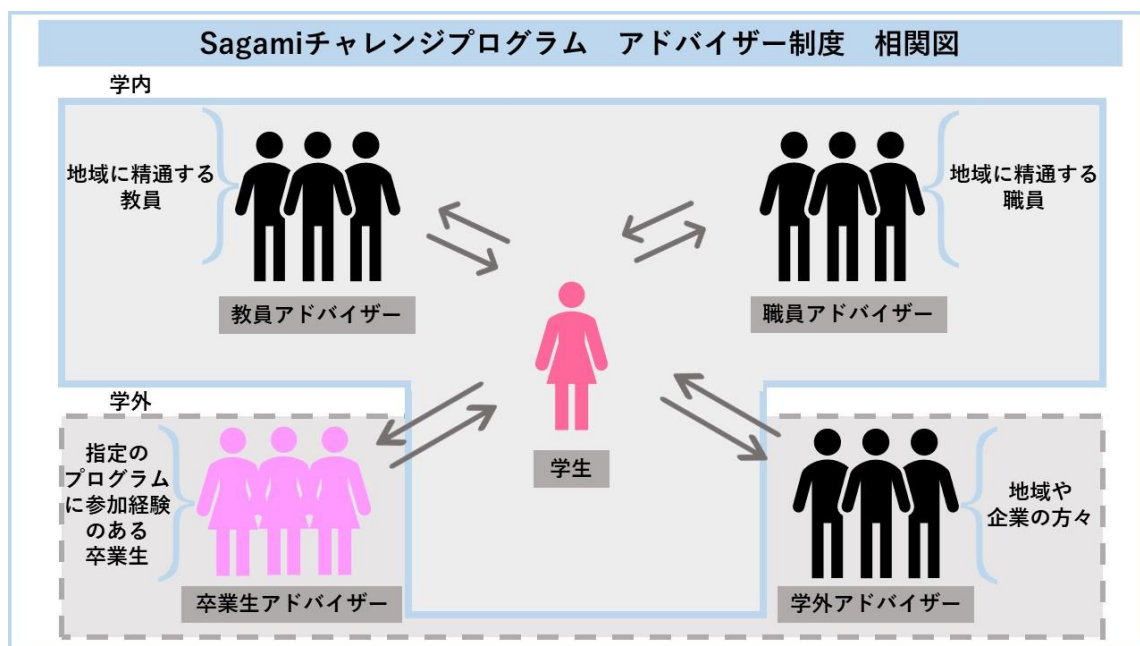 Sagamiチャレンジプログラム　アドバイザー制度　相関図
学内
地域に精通する
教員
地域に精通する
職員
教員アドバイザー
職員アドバイザー
学外
指定の
プログラム
に参加経験
のある
卒業生
学生
地域や
企業の方々
卒業生アドバイザー
学外アドバイザー